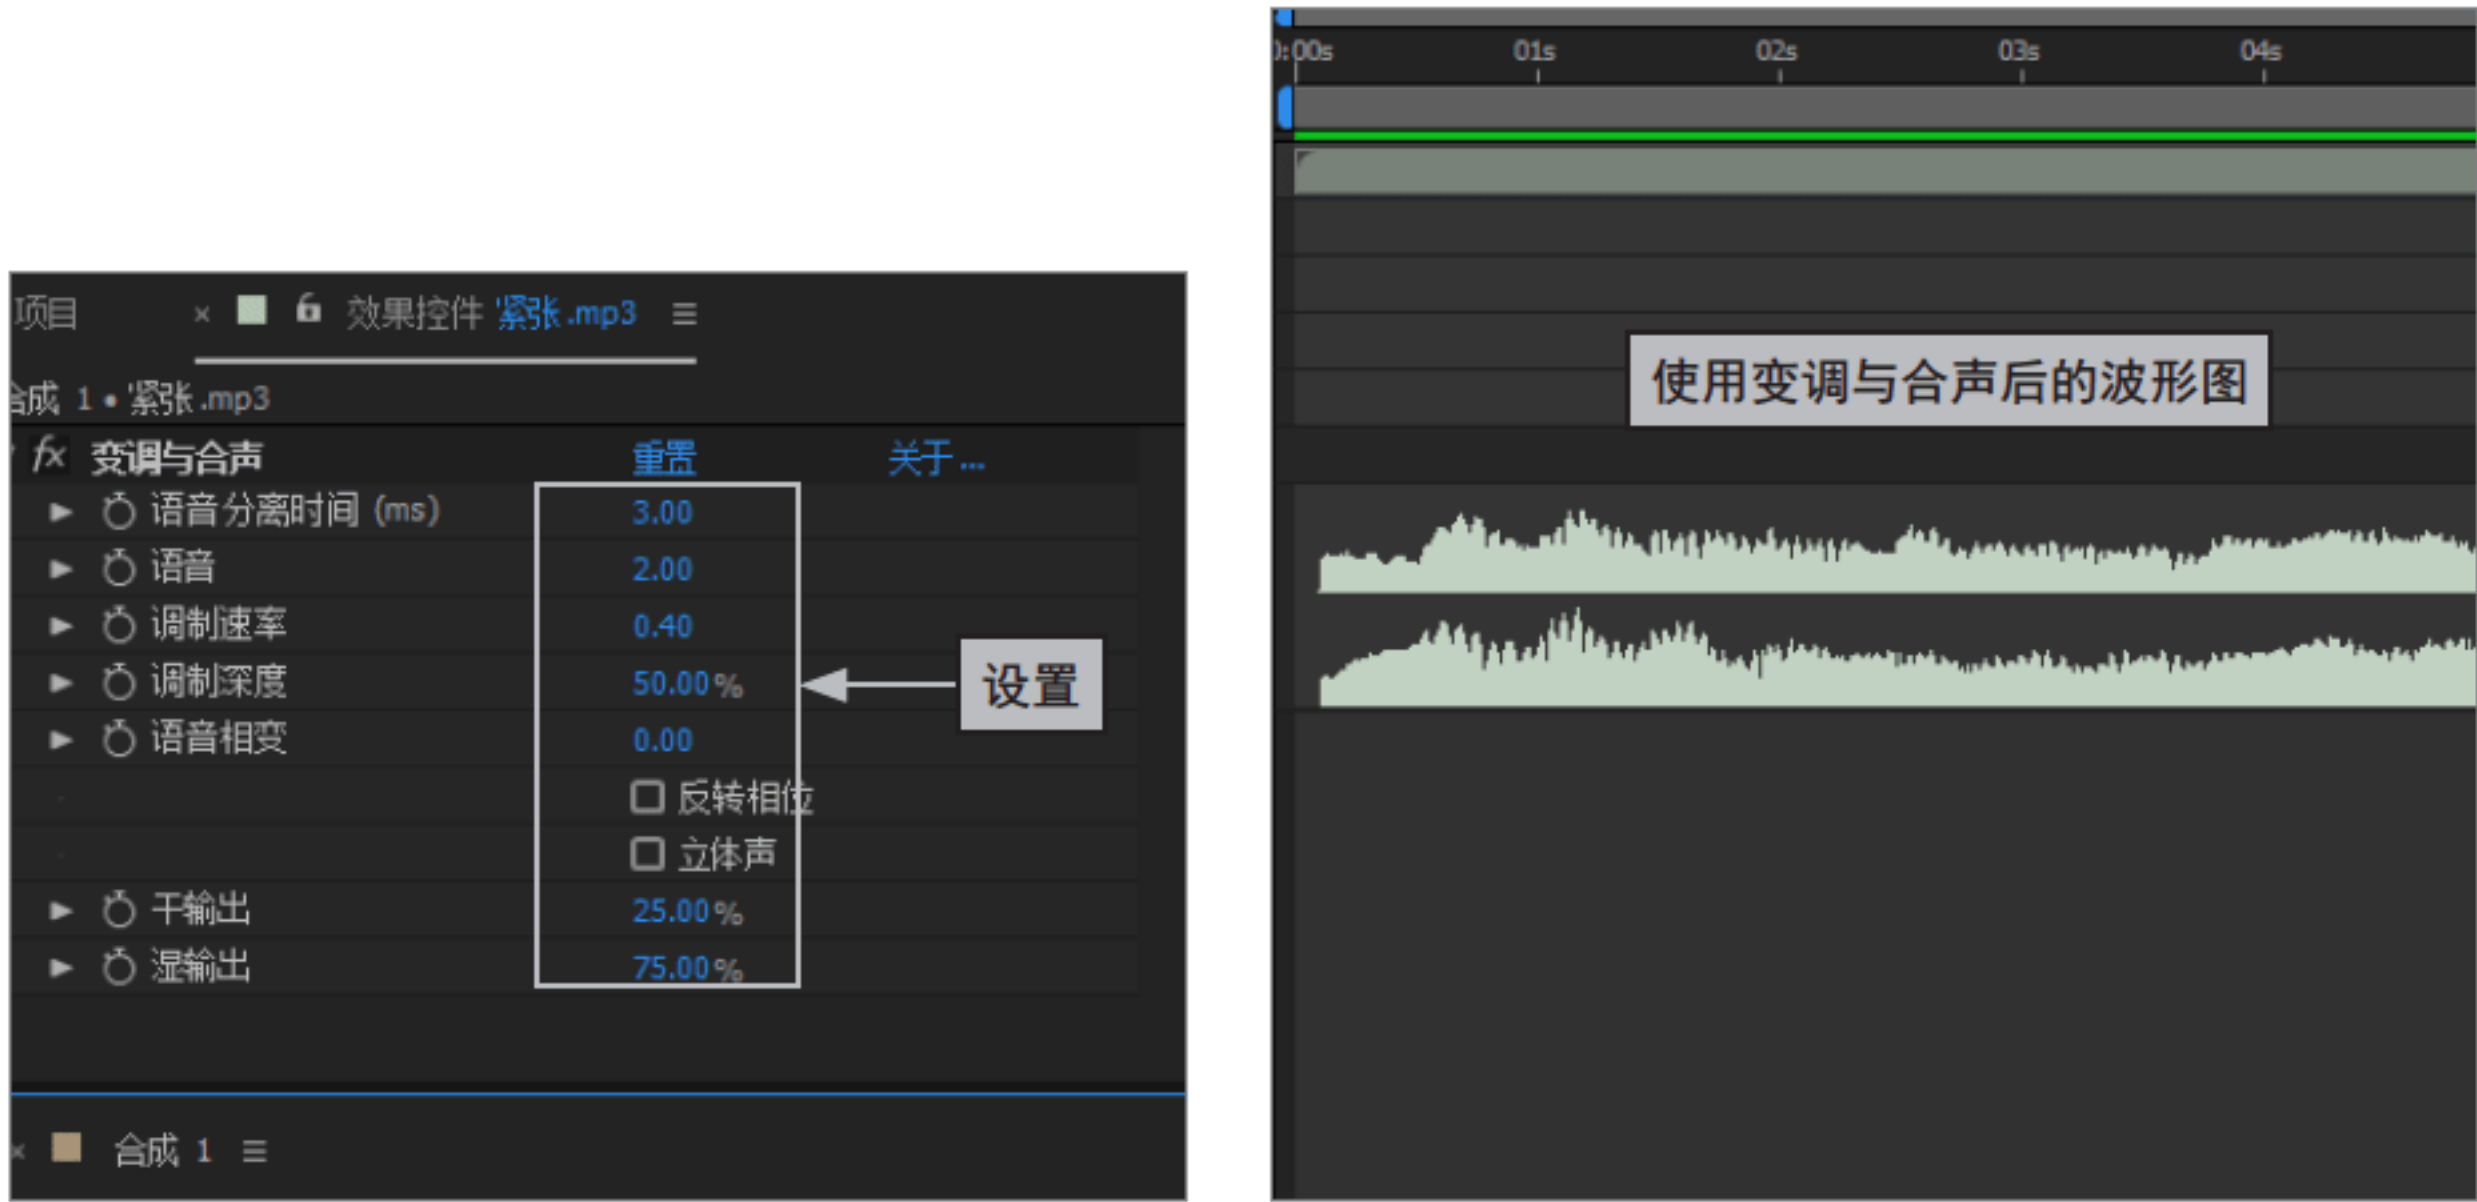 项目 × 效果控件 紧张.mp3 ≡
合成 1 • 紧张.mp3
fx 变调与合声 重置 关于...
语音分离时间 (ms) 3.00
语音 2.00
调制速率 0.40
调制深度 50.00%
语音相变 0.00
反转相位
立体声
干输出 25.00%
湿输出 75.00%
设置
× 合成 1 ≡
0:00s 01s 02s 03s 04s
使用变调与合声后的波形图